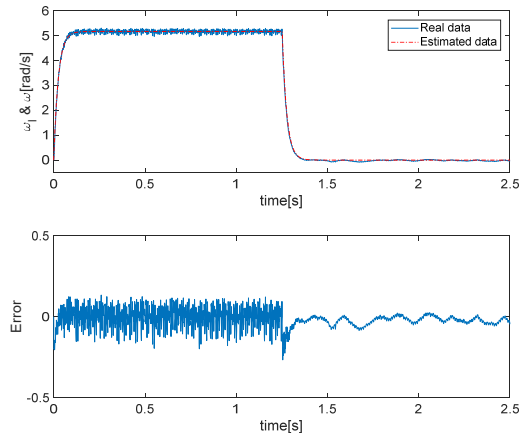 6
5
4
3
2
1
0
ω_l & ω'[rad/s]
Real data
Estimated data
0 0.5 1 1.5 2 2.5
time[s]
0.5
0
-0.5
Error
0 0.5 1 1.5 2 2.5
time[s]